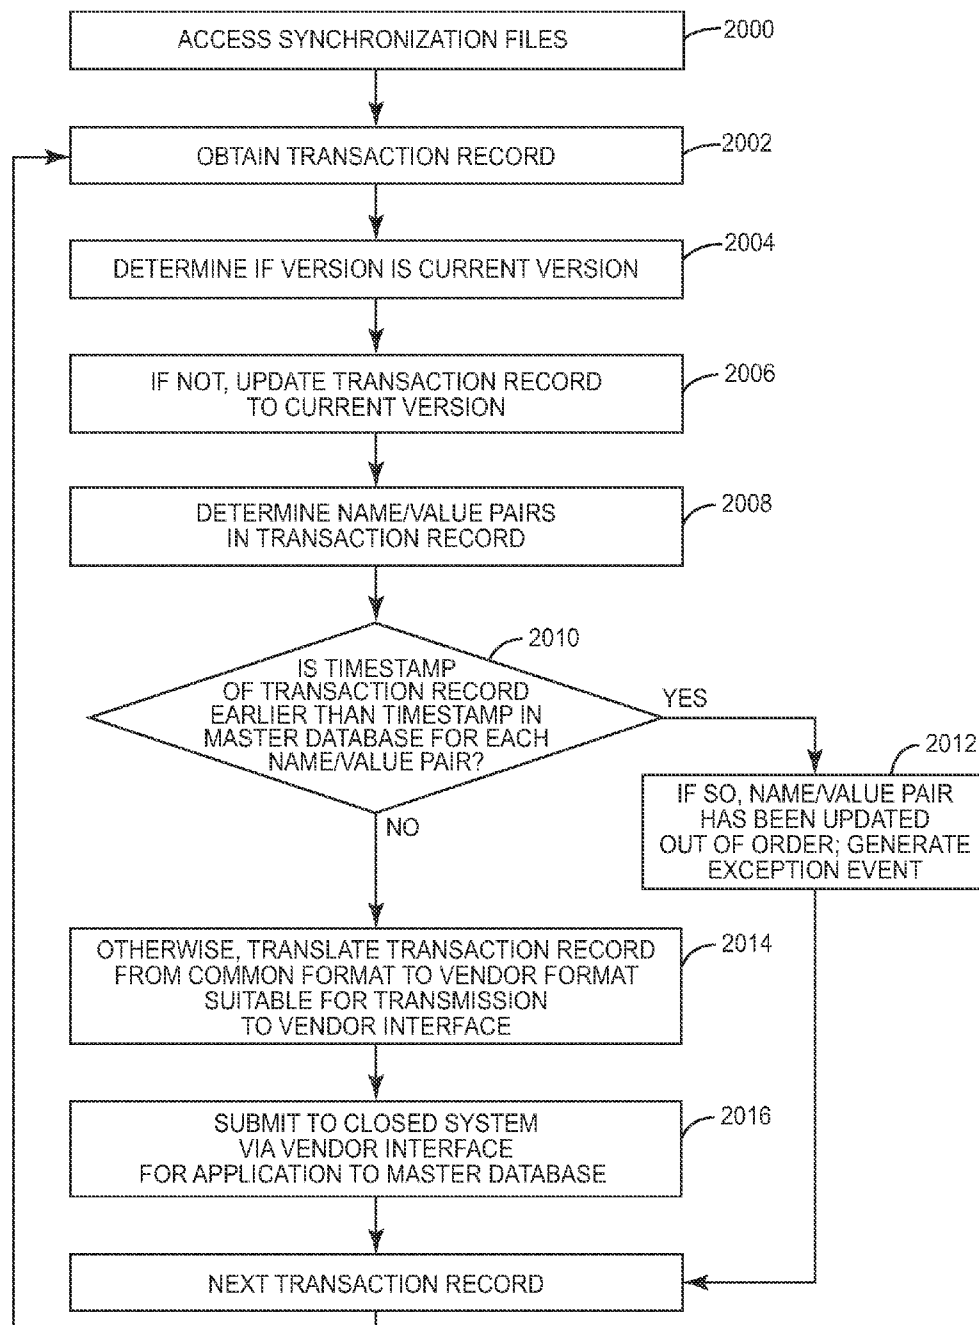 ACCESS SYNCHRONIZATION FILES
2000
OBTAIN TRANSACTION RECORD
2002
DETERMINE IF VERSION IS CURRENT VERSION
2004
IF NOT, UPDATE TRANSACTION RECORD
TO CURRENT VERSION
2006
DETERMINE NAME/VALUE PAIRS
IN TRANSACTION RECORD
2008
2010
IS TIMESTAMP
OF TRANSACTION RECORD
EARLIER THAN TIMESTAMP IN
MASTER DATABASE FOR EACH
NAME/VALUE PAIR?
YES
NO
2012
IF SO, NAME/VALUE PAIR
HAS BEEN UPDATED
OUT OF ORDER; GENERATE
EXCEPTION EVENT
OTHERWISE, TRANSLATE TRANSACTION RECORD
FROM COMMON FORMAT TO VENDOR FORMAT
SUITABLE FOR TRANSMISSION
TO VENDOR INTERFACE
2014
SUBMIT TO CLOSED SYSTEM
VIA VENDOR INTERFACE
FOR APPLICATION TO MASTER DATABASE
2016
NEXT TRANSACTION RECORD